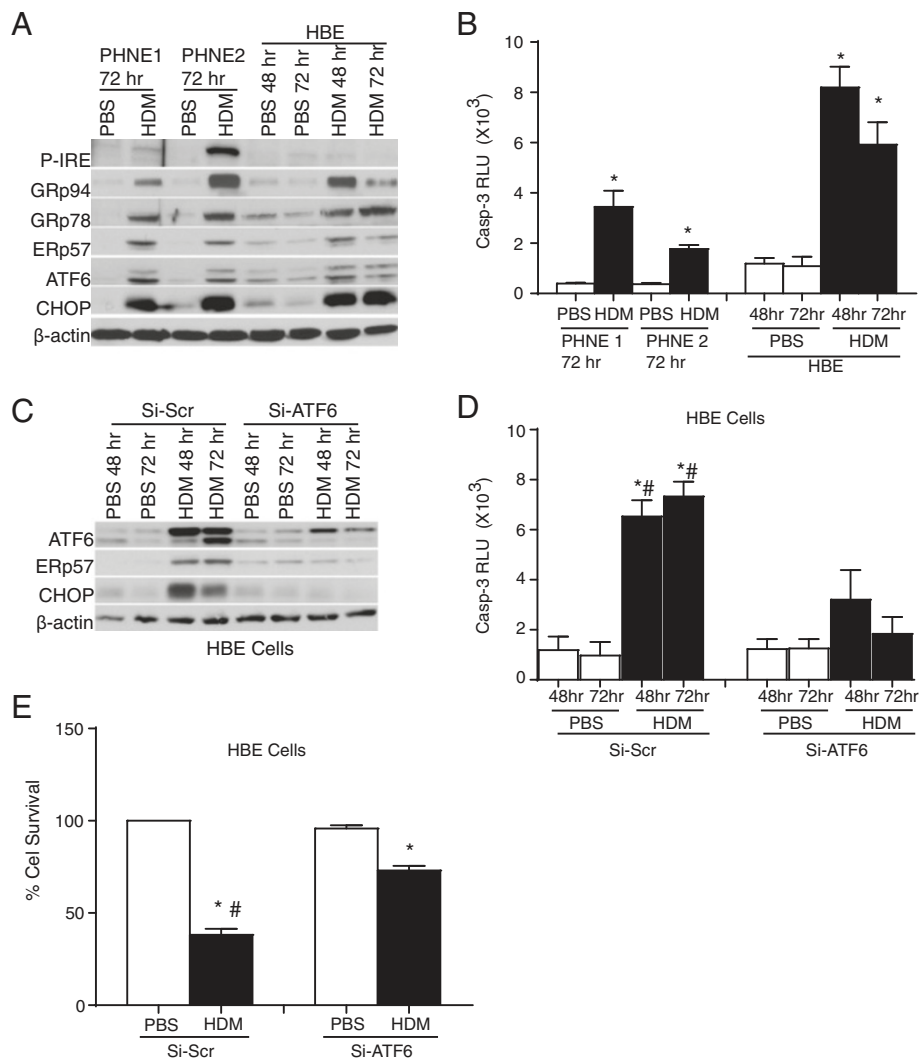 A
HBE
PHNE1
72 hr
PHNE2
72 hr
PBS
HDM
PBS
HDM
PBS 48 hr
PBS 72 hr
HDM 48 hr
HDM 72 hr
P-IRE
GRp94
GRp78
ERp57
ATF6
CHOP
β-actin
B
Casp-3 RLU (X10³)
10
8
6
4
2
0
* * * *
PBS HDM PBS HDM 48hr 72hr 48hr 72hr
PHNE 1 PHNE 2 PBS HDM
72 hr 72 hr HBE
C
Si-Scr Si-ATF6
PBS 48 hr
PBS 72 hr
HDM 48 hr
HDM 72 hr
PBS 48 hr
PBS 72 hr
HDM 48 hr
HDM 72 hr
ATF6
ERp57
CHOP
β-actin
HBE Cells
D
HBE Cells
Casp-3 RLU (X10³)
10
8
6
4
2
0
*# *#
48hr 72hr 48hr 72hr 48hr 72hr 48hr 72hr
PBS HDM PBS HDM
Si-Scr Si-ATF6
E
HBE Cells
% Cel Survival
150
100
50
0
* # *
PBS HDM PBS HDM
Si-Scr Si-ATF6